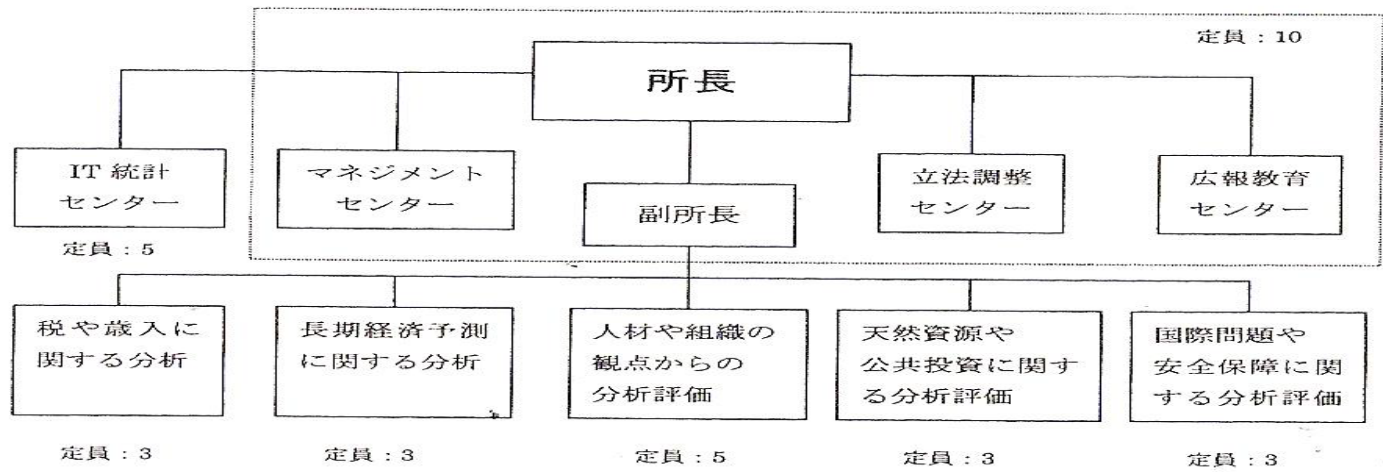 定員：10
所長
IT 統計
センター
マネジメント
センター
副所長
立法調整
センター
広報教育
センター
定員：5
税や歳入に
関する分析
長期経済予測
に関する分析
人材や組織の
観点からの
分析評価
天然資源や
公共投資に関す
る分析評価
国際問題や
安全保障に関
する分析評価
定員：3
定員：3
定員：5
定員：3
定員：3